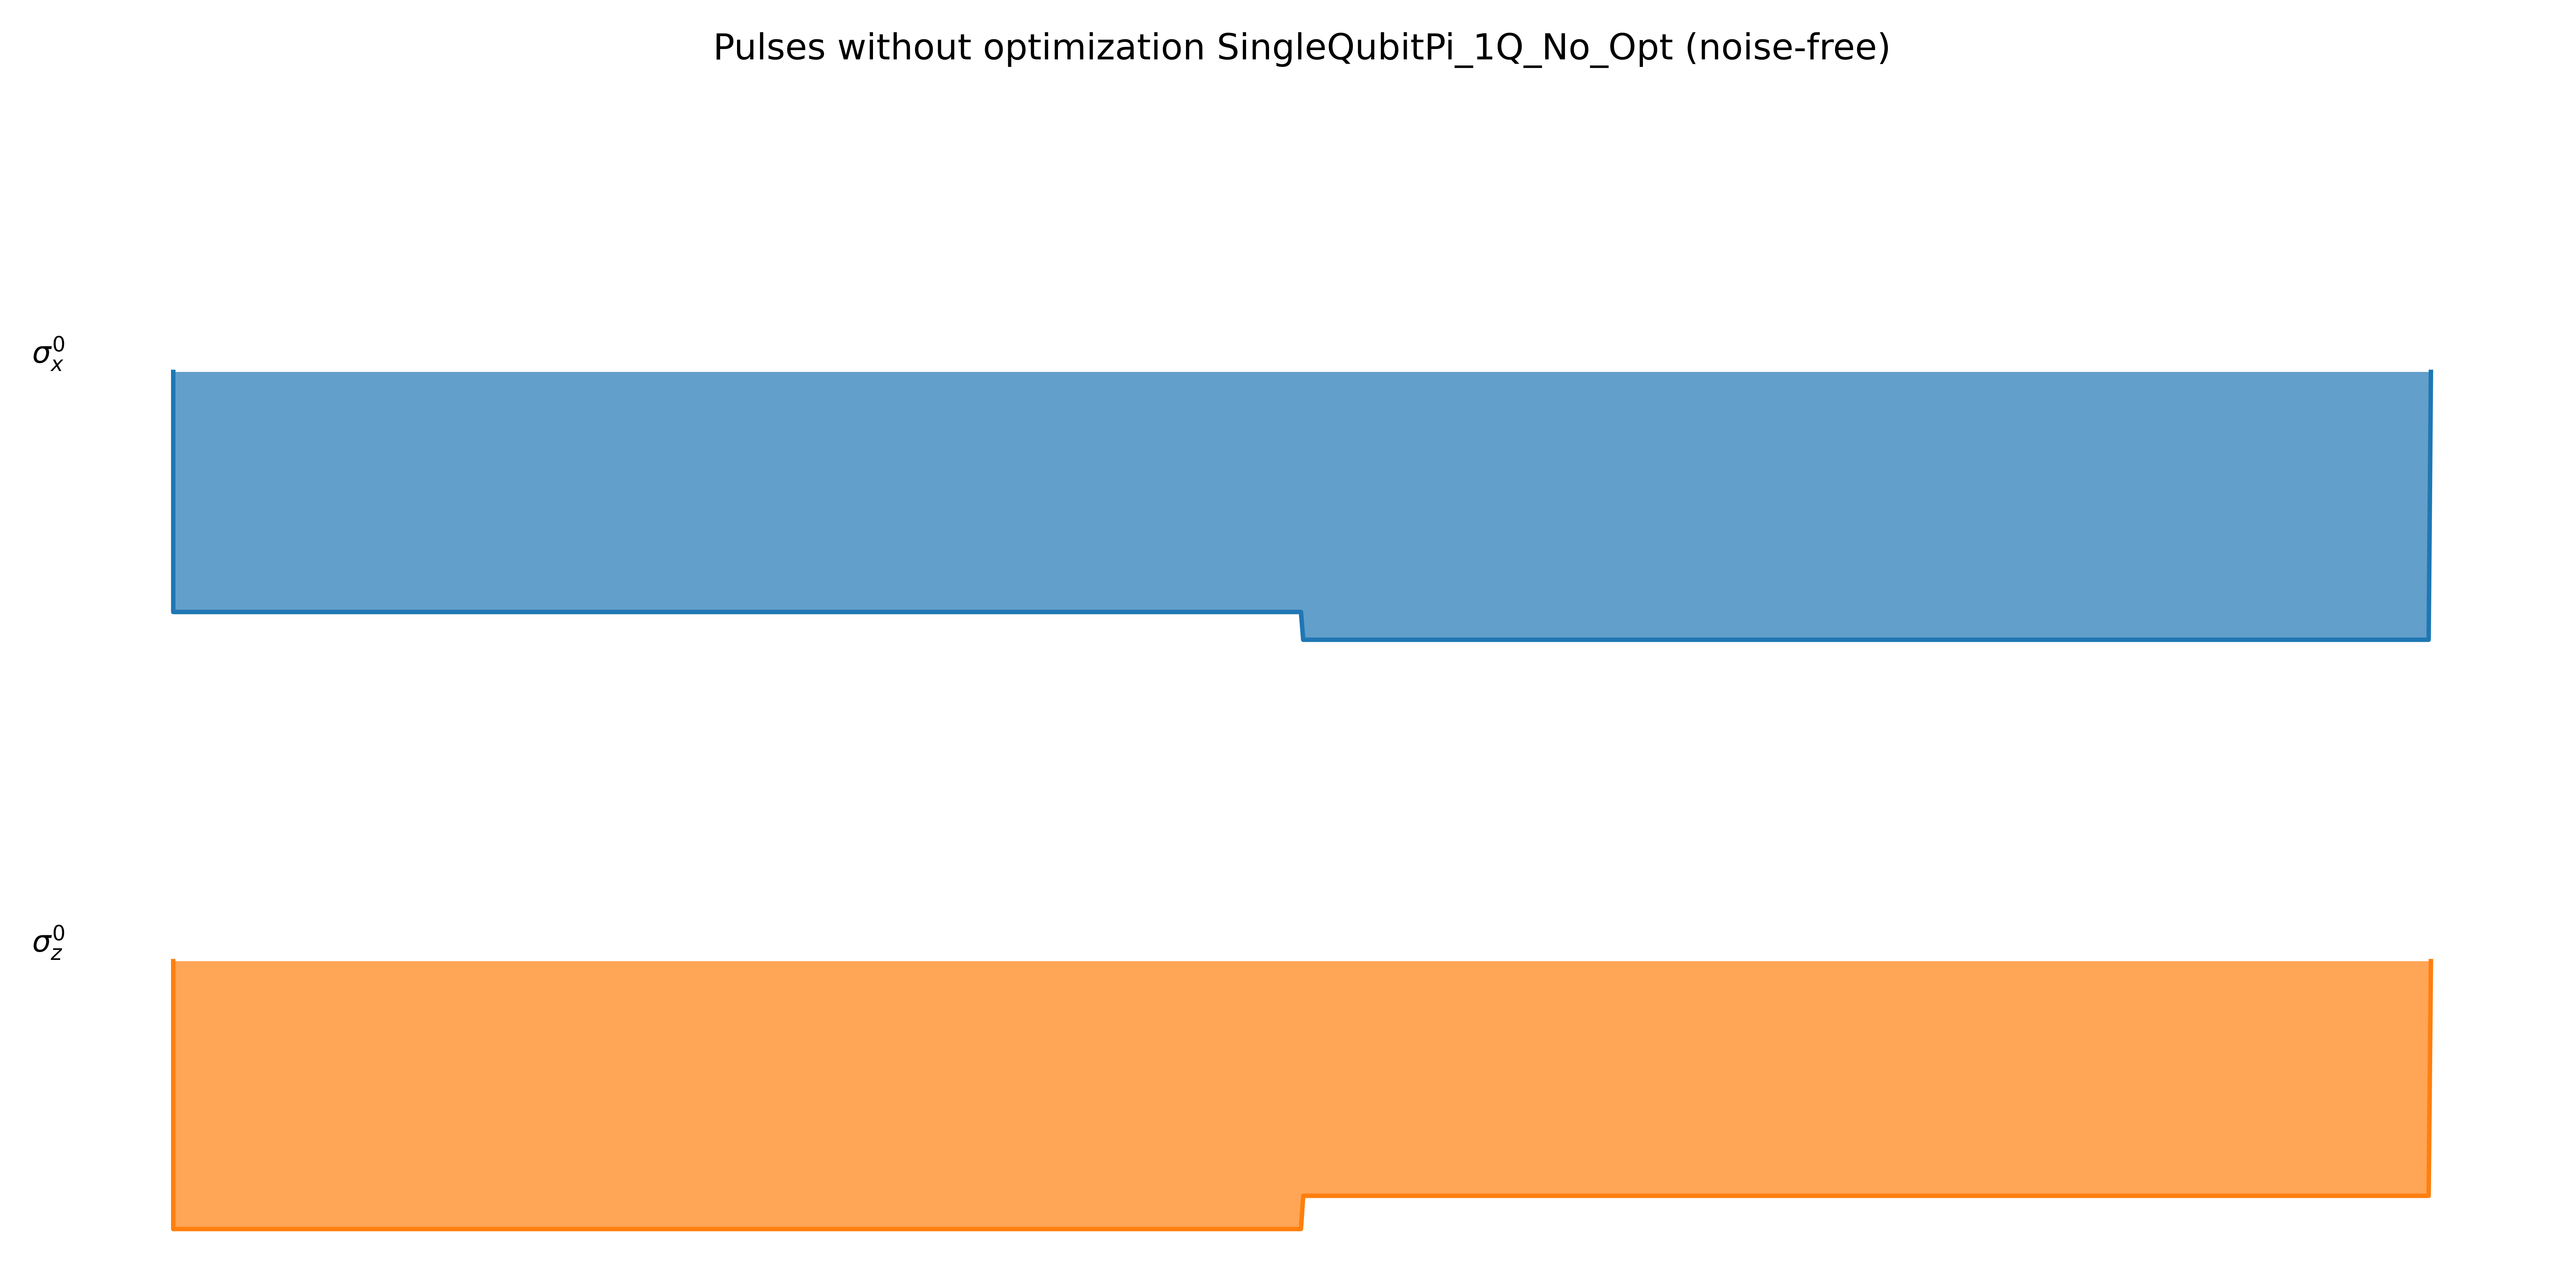 Pulses without optimization SingleQubitPi_1Q_No_Opt (noise-free)
σ_x^0
σ_z^0